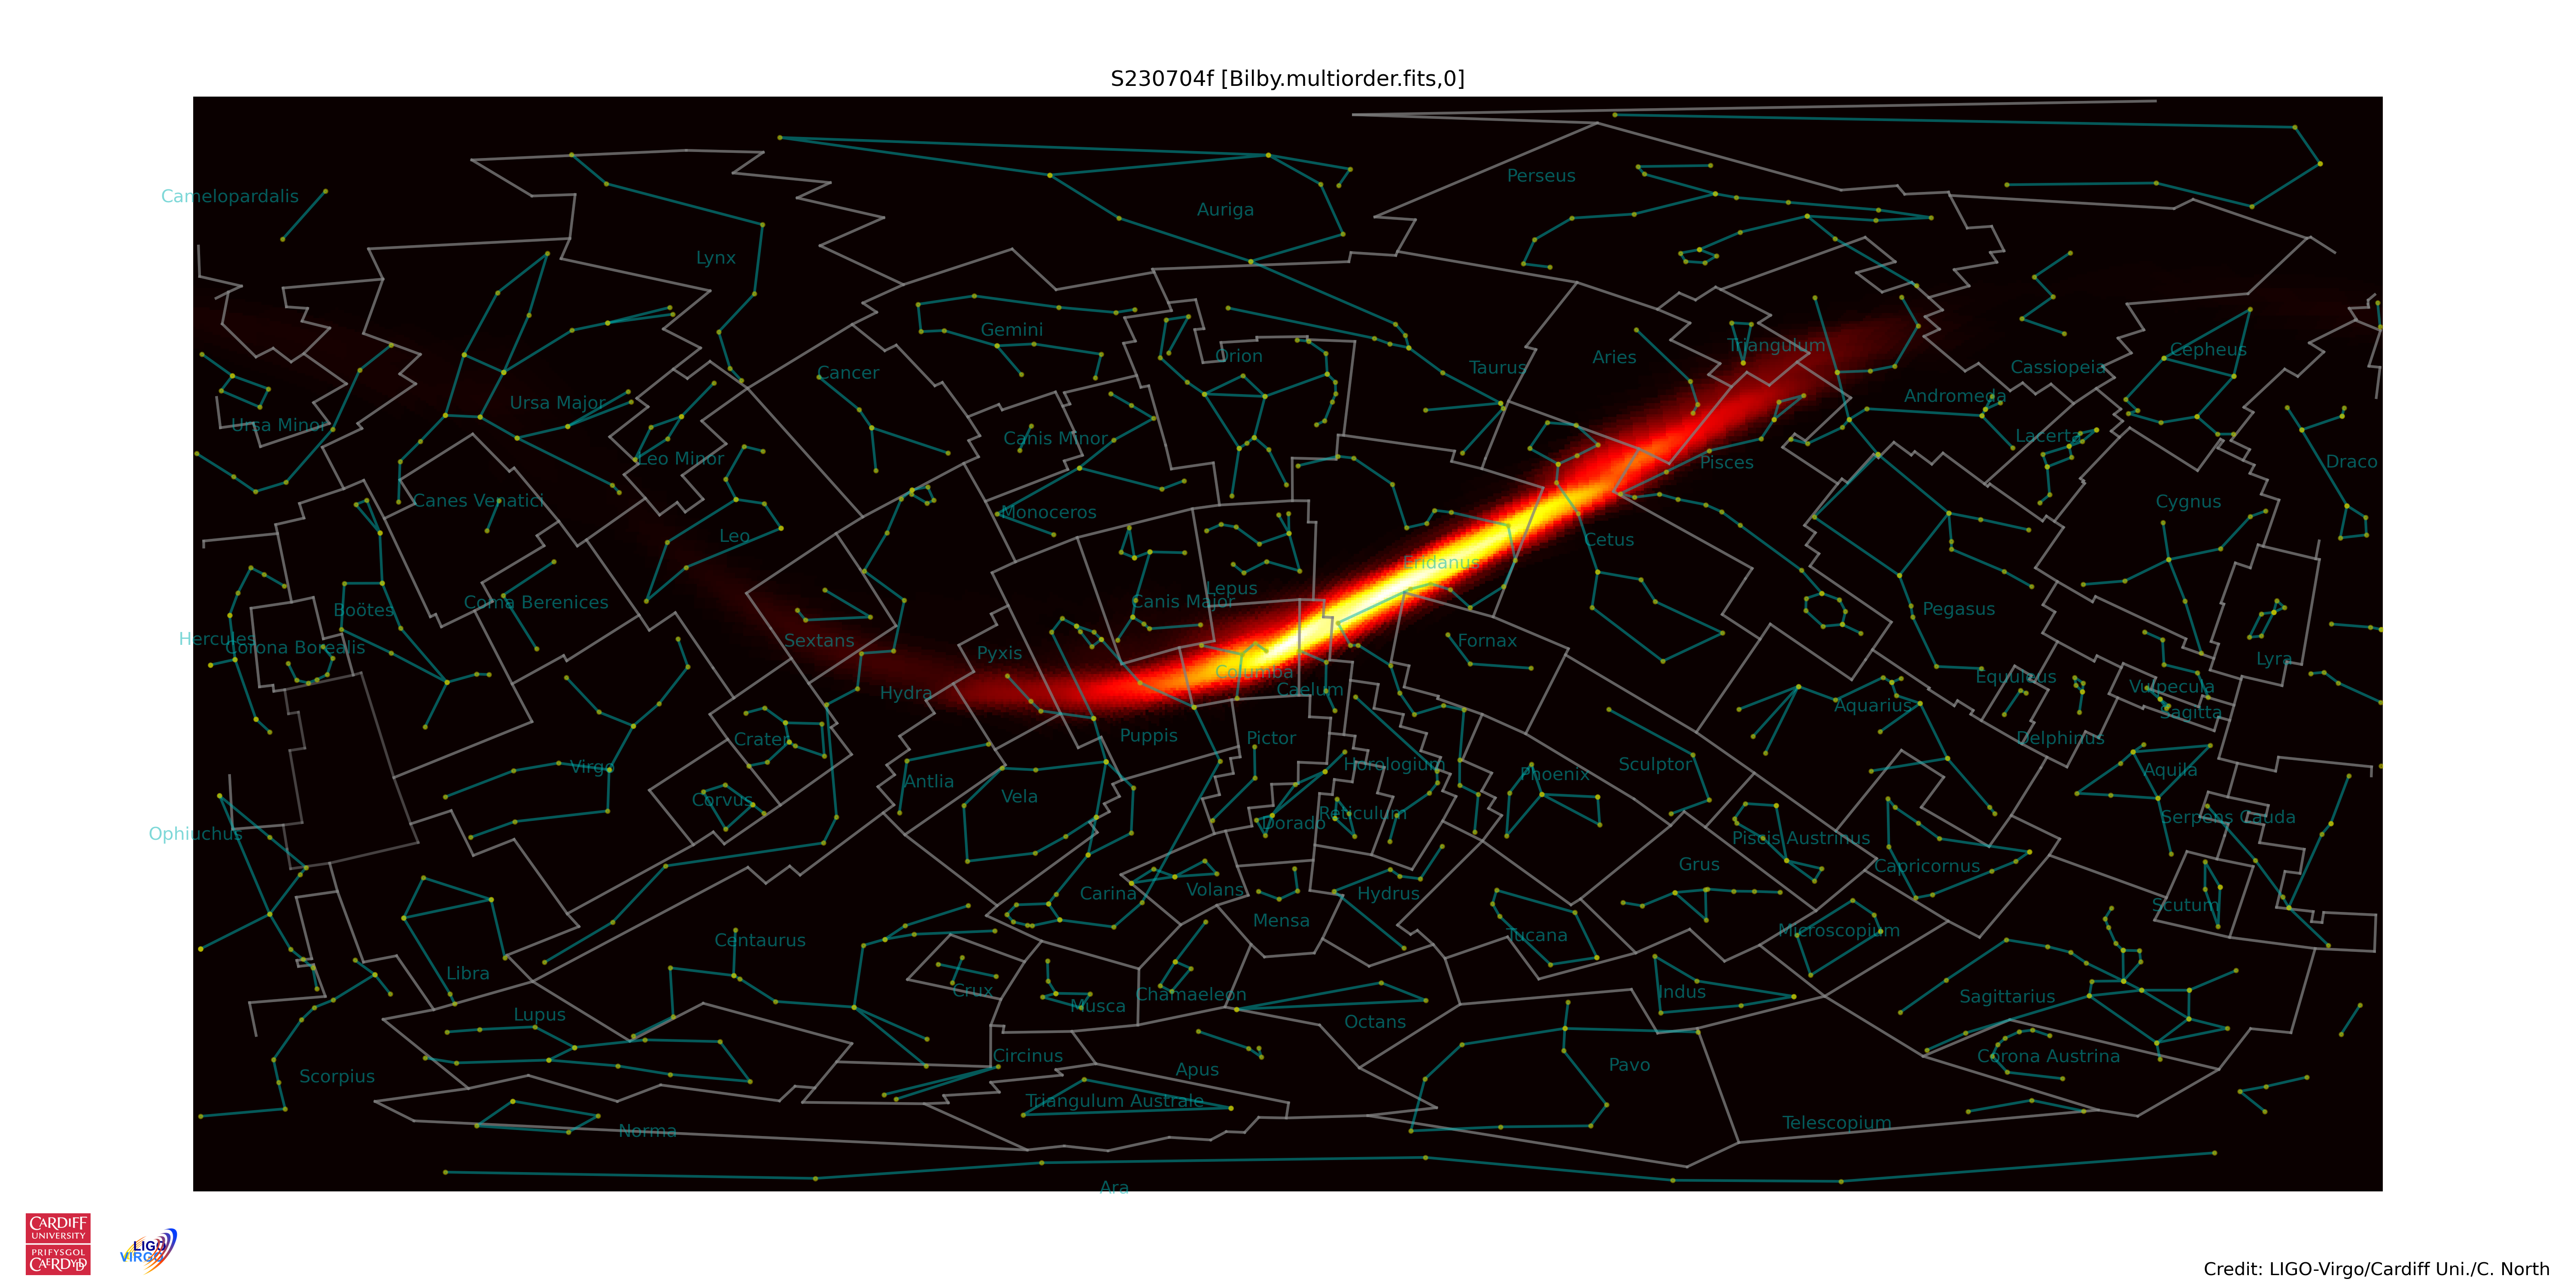 S230704f [Bilby.multiorder.fits,0]
Perseus
Camelopardalis
Auriga
Lynx
Gemini
Orion
Triangulum
Cepheus
Aries
Taurus
Cassiopeia
Cancer
Andromeda
Ursa Major
Ursa Minor
Canis Minor
Lacerta
Leo Minor
Pisces
Draco
Canes Venatici
Cygnus
Monoceros
Leo
Cetus
Eridanus
Lepus
Canis Major
Coma Berenices
Boötes
Pegasus
Hercules
Sextans
Fornax
Corona Borealis
Pyxis
Lyra
Columba
Equuleus
Caelum
Vulpecula
Hydra
Aquarius
Sagitta
Puppis
Pictor
Crater
Delphinus
Horologium
Sculptor
Virgo
Phoenix
Aquila
Antlia
Vela
Corvus
Reticulum
Serpens Cauda
Dorado
Ophiuchus
Piscis Austrinus
Grus
Capricornus
Carina
Volans
Hydrus
Scutum
Mensa
Microscopium
Tucana
Centaurus
Libra
Crux
Indus
Chamaeleon
Sagittarius
Musca
Lupus
Octans
Circinus
Corona Austrina
Pavo
Apus
Scorpius
Triangulum Australe
Telescopium
Norma
Ara
CARDIFF
UNIVERSITY
PRIFYSGOL
CAERDYDD
LIGO
VIRGO
Credit: LIGO-Virgo/Cardiff Uni./C. North